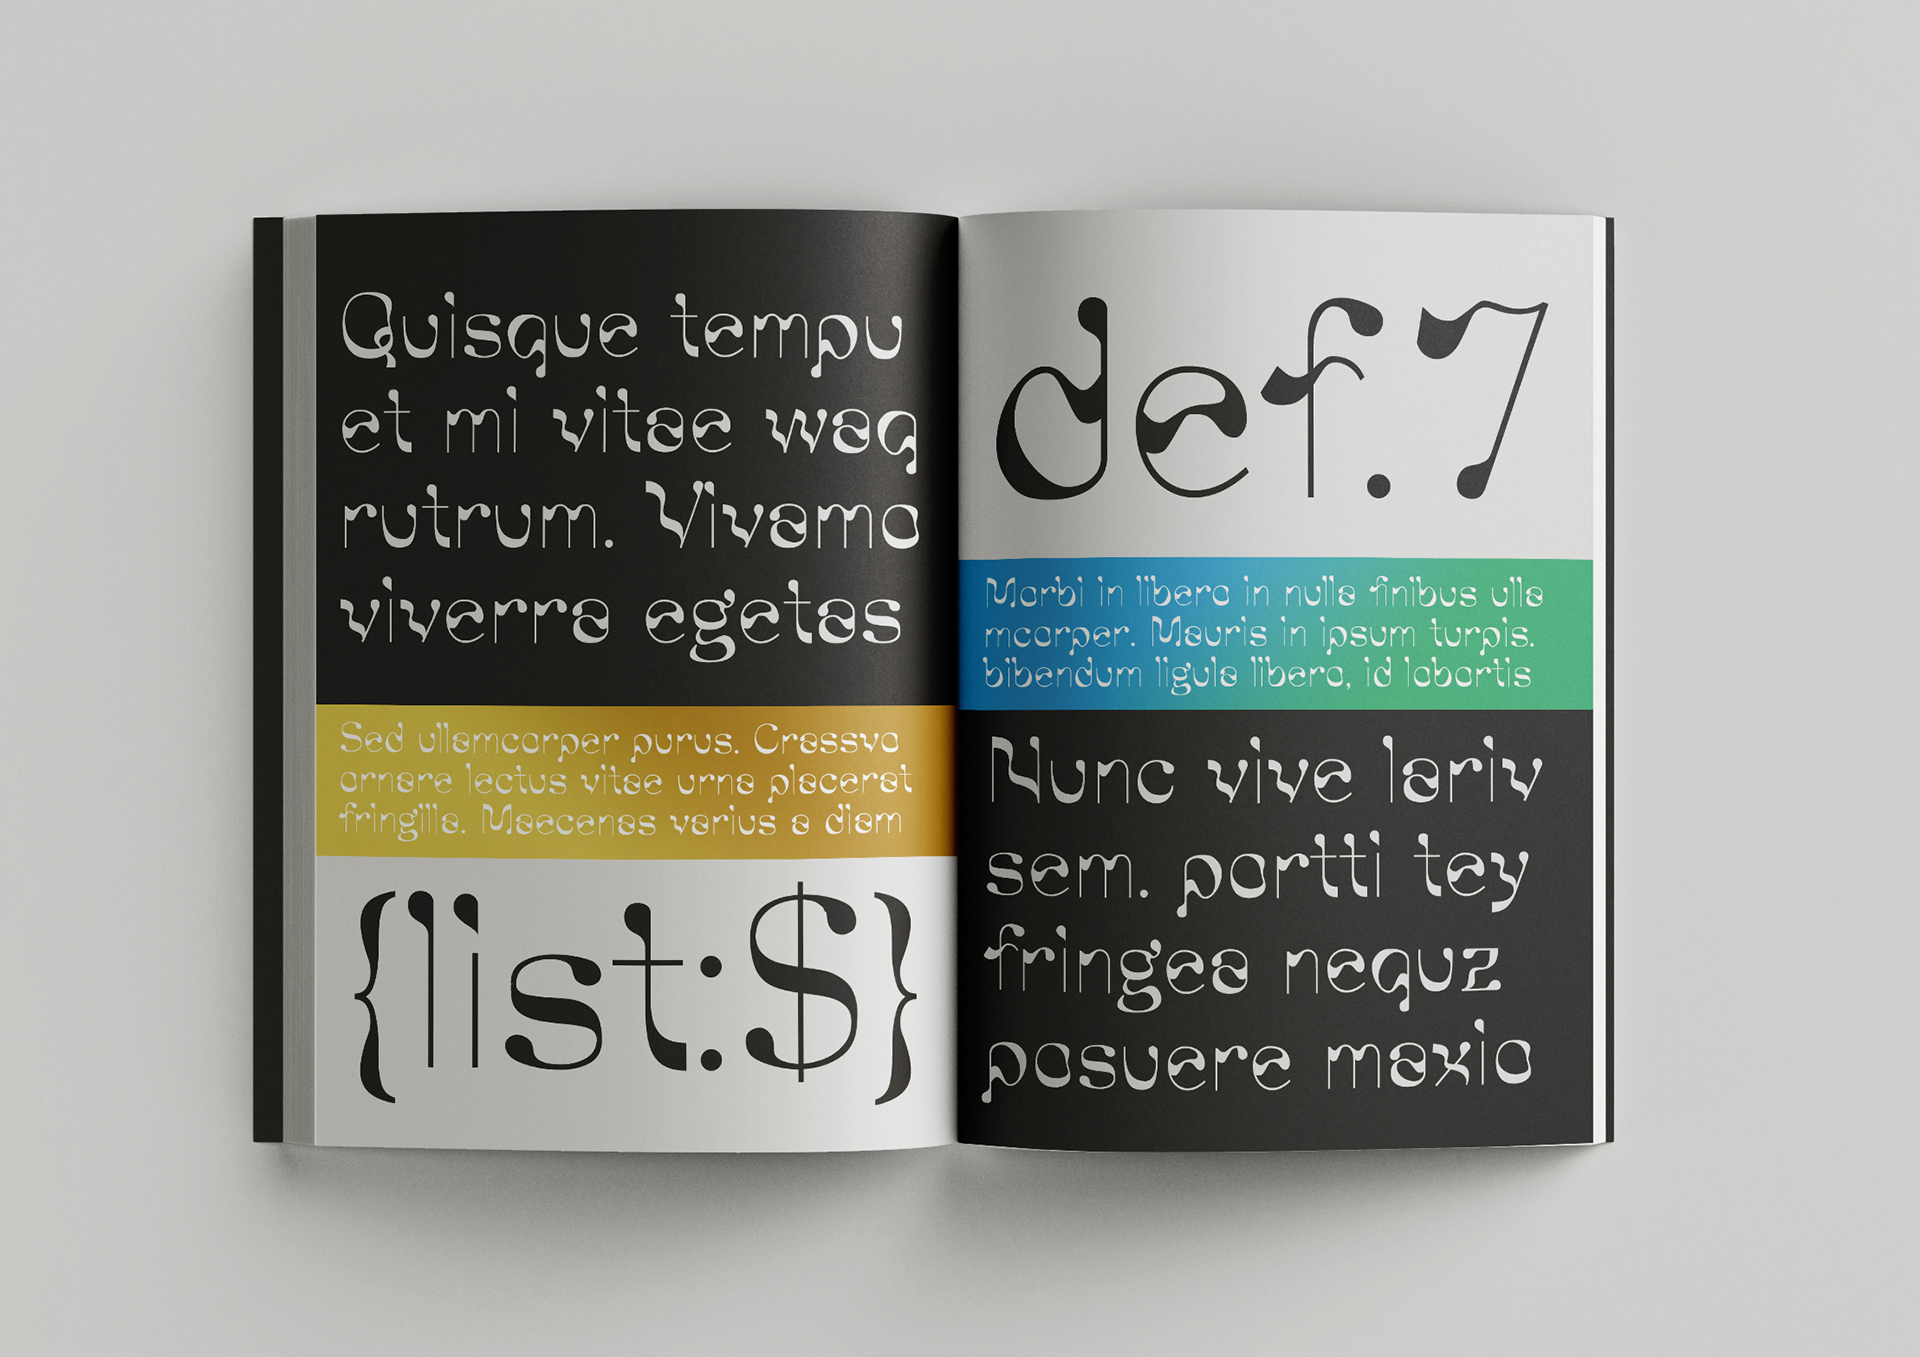 Quisque tempu
et mi vitae waq
rutrum. Vivamo
viverra egetas
Sed ullamcorper purus. Crassvo
ornare lectus vitae urna placerat
fringilla. Maecenas varius a diam
{list:$}
def.7
Morbi in libero in nulla finibus ulla
mcorper. Mauris in ipsum turpis.
bibendum ligula libero, id lobortis
Nunc vive lariv
sem. portti tey
fringea nequz
posuere maxio